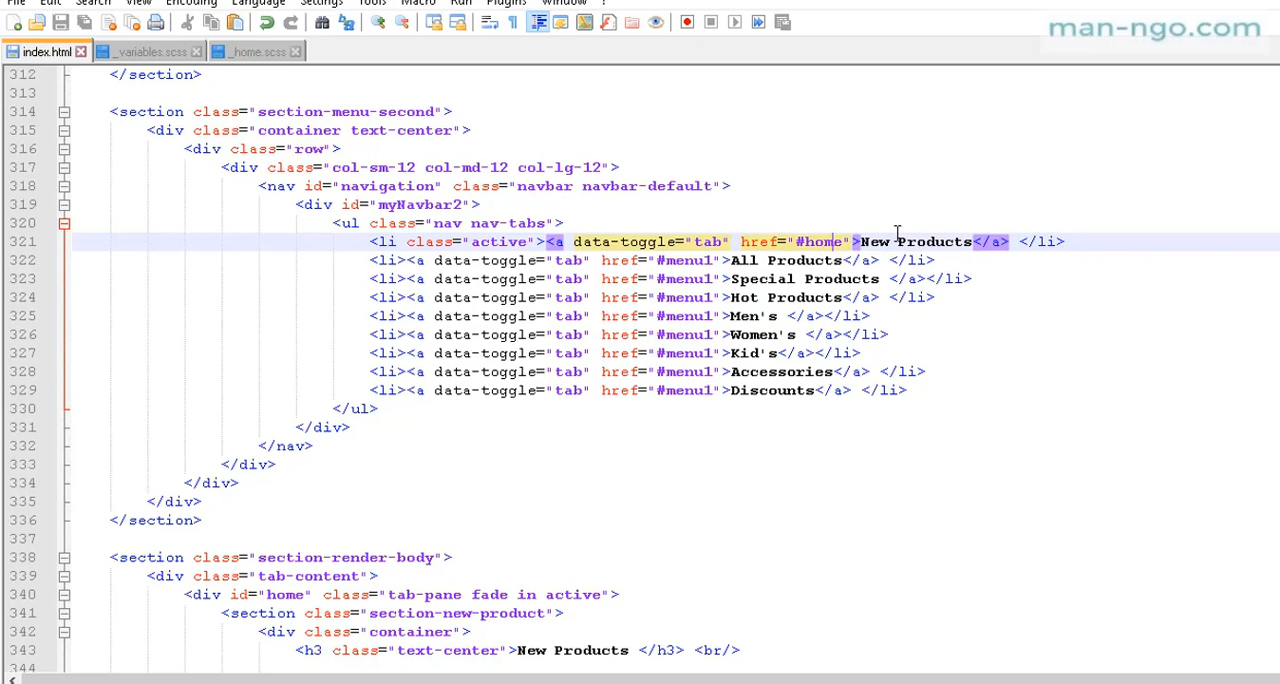 File Edit Search View Encoding Language Settings Tools Macro Run Plugins Window ?
man-ngo.com
index.html _variables.scss _home.scss
312 </section>
313
314 <section class="section-menu-second">
315 <div class="container text-center">
316 <div class="row">
317 <div class="col-sm-12 col-md-12 col-lg-12">
318 <nav id="navigation" class="navbar navbar-default">
319 <div id="myNavbar2">
320 <ul class="nav nav-tabs">
321 <li class="active"><a data-toggle="tab" href="#home">New Products</a> </li>
322 <li><a data-toggle="tab" href="#menu1">All Products</a> </li>
323 <li><a data-toggle="tab" href="#menu1">Special Products </a></li>
324 <li><a data-toggle="tab" href="#menu1">Hot Products</a> </li>
325 <li><a data-toggle="tab" href="#menu1">Men's </a></li>
326 <li><a data-toggle="tab" href="#menu1">Women's </a></li>
327 <li><a data-toggle="tab" href="#menu1">Kid's</a></li>
328 <li><a data-toggle="tab" href="#menu1">Accessories</a> </li>
329 <li><a data-toggle="tab" href="#menu1">Discounts</a> </li>
330 </ul>
331 </div>
332 </nav>
333 </div>
334 </div>
335 </div>
336 </section>
337
338 <section class="section-render-body">
339 <div class="tab-content">
340 <div id="home" class="tab-pane fade in active">
341 <section class="section-new-product">
342 <div class="container">
343 <h3 class="text-center">New Products </h3> <br/>
344